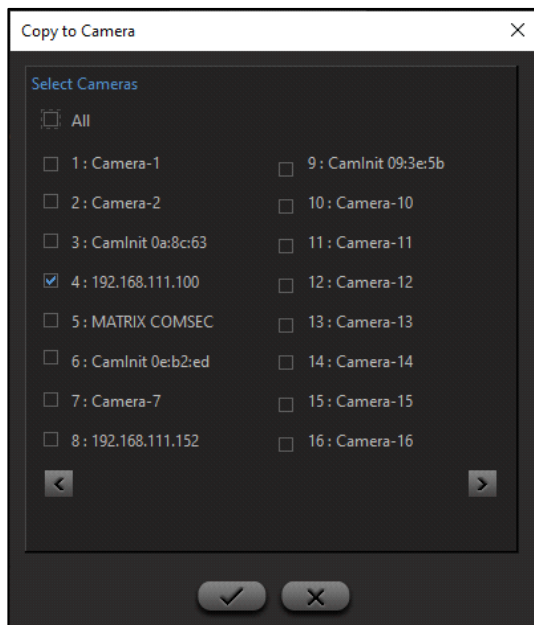 Copy to Camera
Select Cameras
All
1 : Camera-1
2 : Camera-2
3 : CamInit 0a:8c:63
4 : 192.168.111.100
5 : MATRIX COMSEC
6 : CamInit 0e:b2:ed
7 : Camera-7
8 : 192.168.111.152
9 : CamInit 09:3e:5b
10 : Camera-10
11 : Camera-11
12 : Camera-12
13 : Camera-13
14 : Camera-14
15 : Camera-15
16 : Camera-16